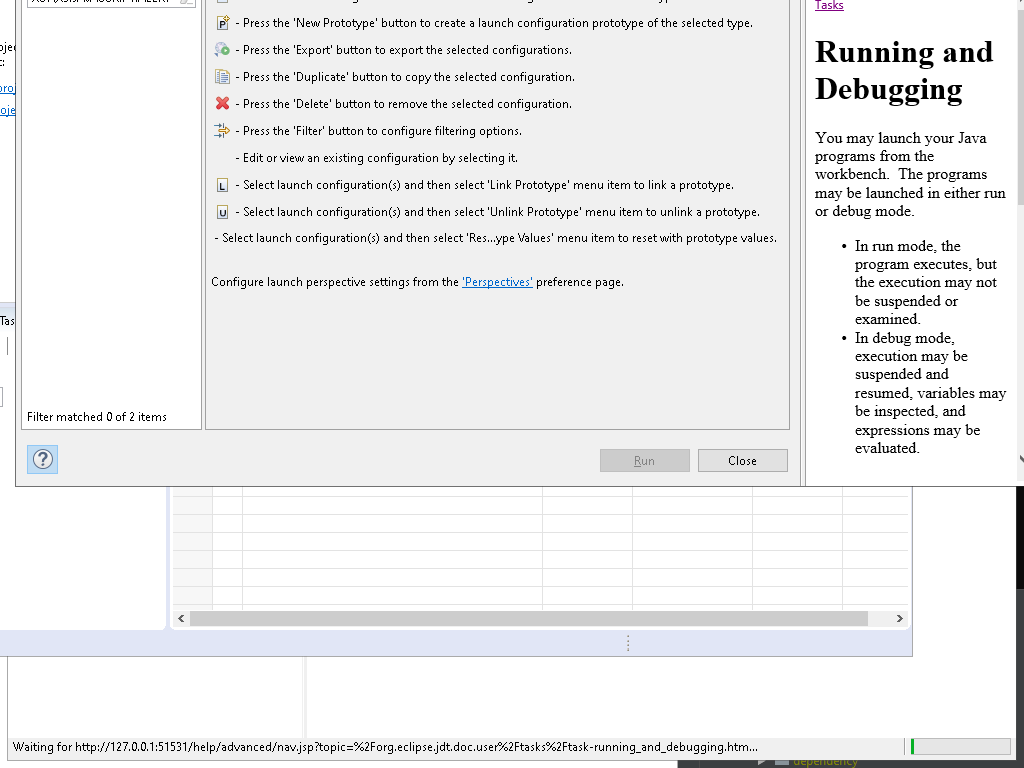 Tasks
P - Press the 'New Prototype' button to create a launch configuration prototype of the selected type.
- Press the 'Export' button to export the selected configurations.
- Press the 'Duplicate' button to copy the selected configuration.
- Press the 'Delete' button to remove the selected configuration.
- Press the 'Filter' button to configure filtering options.
- Edit or view an existing configuration by selecting it.
L - Select launch configuration(s) and then select 'Link Prototype' menu item to link a prototype.
U - Select launch configuration(s) and then select 'Unlink Prototype' menu item to unlink a prototype.
- Select launch configuration(s) and then select 'Res...ype Values' menu item to reset with prototype values.
Configure launch perspective settings from the 'Perspectives' preference page.
Filter matched 0 of 2 items
?
Run
Close
Running and
Debugging
You may launch your Java
programs from the
workbench.  The programs
may be launched in either run
or debug mode.
• In run mode, the
program executes, but
the execution may not
be suspended or
examined.
• In debug mode,
execution may be
suspended and
resumed, variables may
be inspected, and
expressions may be
evaluated.
Tas
Waiting for http://127.0.0.1:51531/help/advanced/nav.jsp?topic=%2Forg.eclipse.jdt.doc.user%2Ftasks%2Ftask-running_and_debugging.htm...
dependency